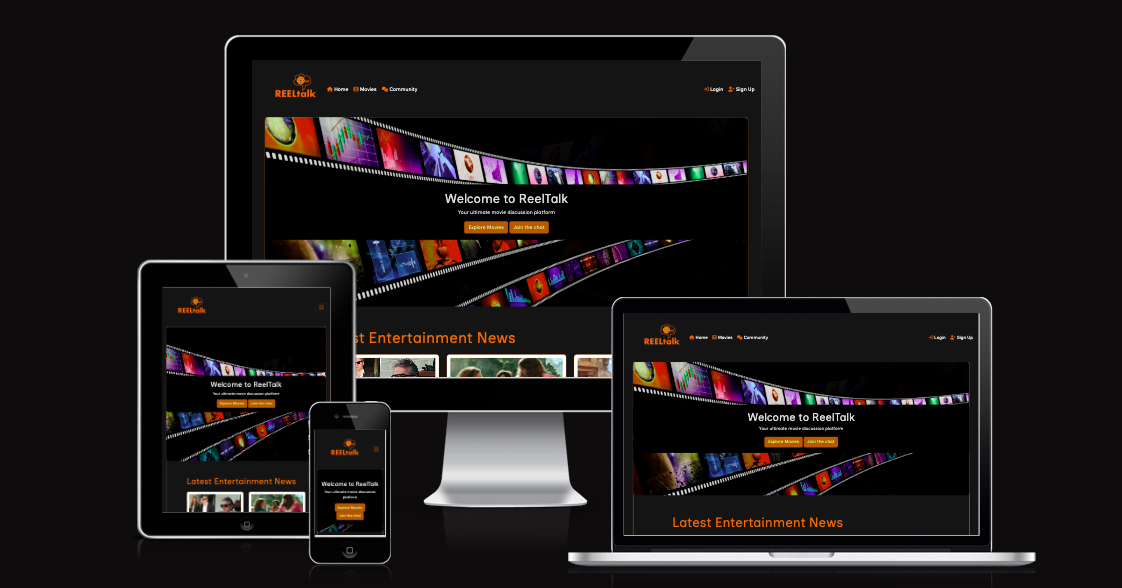 REELtalk
Home Movies Community
Login Sign Up
Welcome to ReelTalk
Your ultimate movie discussion platform
Explore Movies Join the chat
st Entertainment News
REELtalk
Welcome to ReelTalk
Your ultimate movie discussion platform
Explore Movies Join the chat
Latest Entertainment News
REELtalk
Welcome to ReelTalk
Your ultimate movie discussion
platform
Explore Movies
Join the chat
REELtalk
Home Movies Community
Login Sign Up
Welcome to ReelTalk
Your ultimate movie discussion platform
Explore Movies Join the chat
Latest Entertainment News